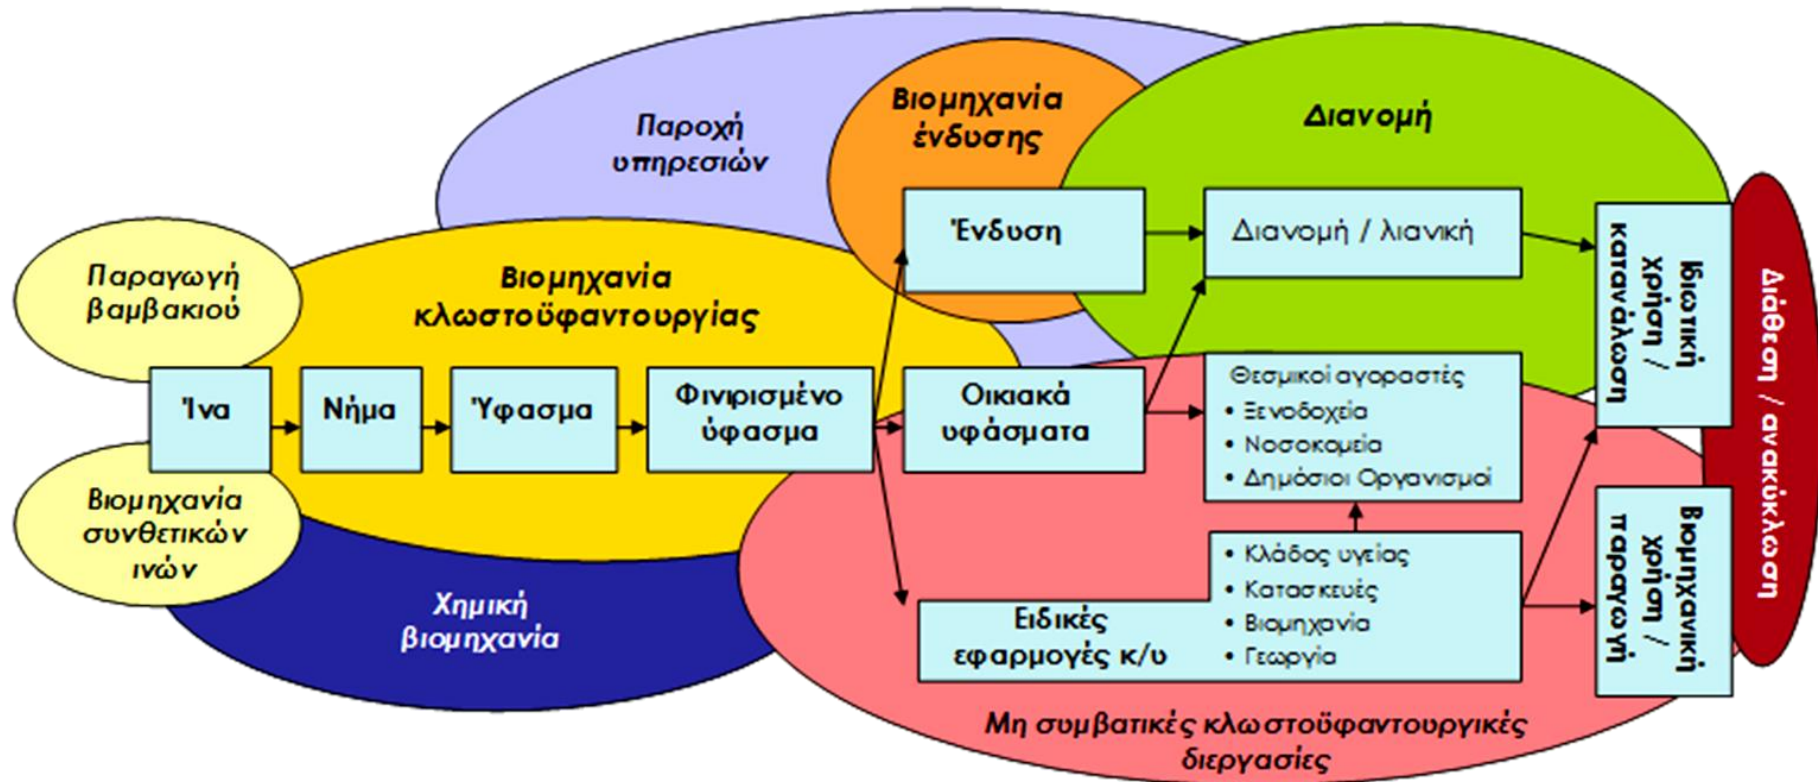 Παροχή
υπηρεσιών
Βιομηχανία
ένδυσης
Διανομή
Παραγωγή
βαμβακιού
Βιομηχανία
κλωστοϋφαντουργίας
Ένδυση
Διανομή / λιανική
Ιδιωτική
χρήση /
κατανάλωση
Διάθεση / ανακύκλωση
Ίνα
Νήμα
Ύφασμα
Φινιρισμένο
ύφασμα
Οικιακά
υφάσματα
Θεσμικοί αγοραστές
• Ξενοδοχεία
• Νοσοκομεία
• Δημόσιοι Οργανισμοί
Βιομηχανία
συνθετικών
ινών
Χημική
βιομηχανία
Ειδικές
εφαρμογές κ/υ
• Κλάδος υγείας
• Κατασκευές
• Βιομηχανία
• Γεωργία
Βιομηχανική
χρήση /
παραγωγή
Μη συμβατικές κλωστοϋφαντουργικές
διεργασίες